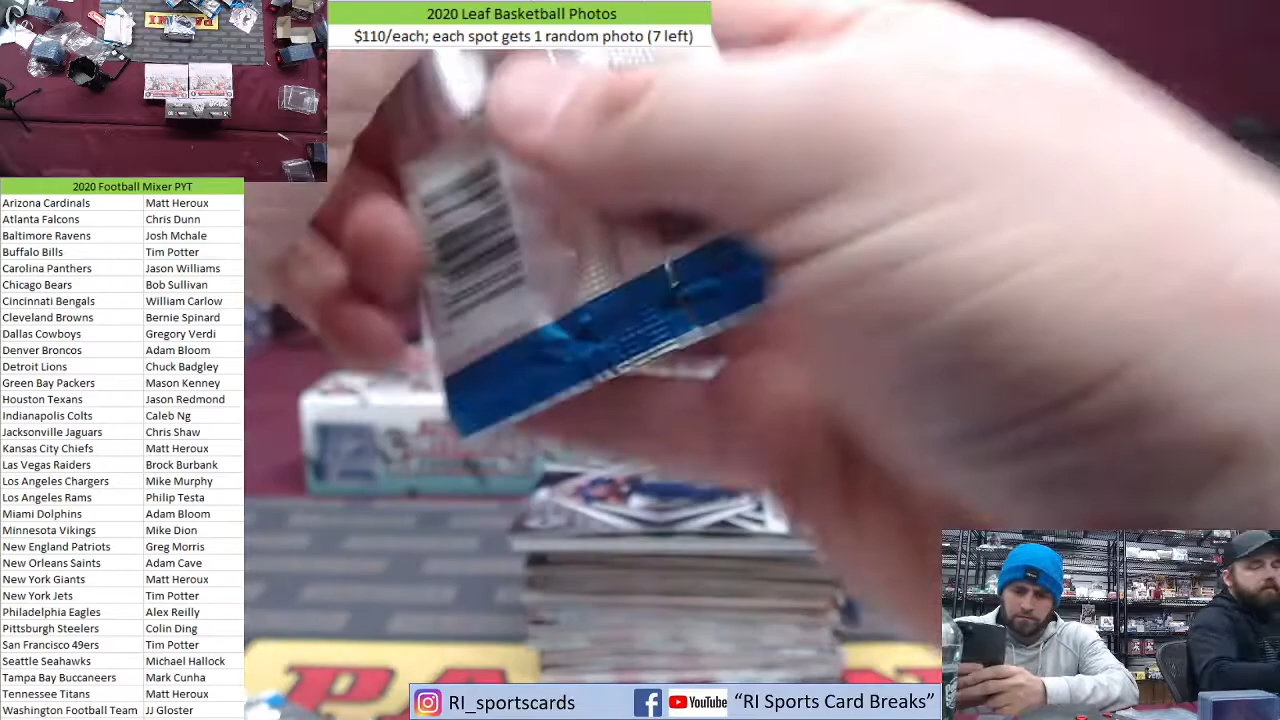 2020 Leaf Basketball Photos
$110/each; each spot gets 1 random photo (7 left)
2020 Football Mixer PYT
Arizona Cardinals Matt Heroux
Atlanta Falcons Chris Dunn
Baltimore Ravens Josh Mchale
Buffalo Bills Tim Potter
Carolina Panthers Jason Williams
Chicago Bears Bob Sullivan
Cincinnati Bengals William Carlow
Cleveland Browns Bernie Spinard
Dallas Cowboys Gregory Verdi
Denver Broncos Adam Bloom
Detroit Lions Chuck Badgley
Green Bay Packers Mason Kenney
Houston Texans Jason Redmond
Indianapolis Colts Caleb Ng
Jacksonville Jaguars Chris Shaw
Kansas City Chiefs Matt Heroux
Las Vegas Raiders Brock Burbank
Los Angeles Chargers Mike Murphy
Los Angeles Rams Philip Testa
Miami Dolphins Adam Bloom
Minnesota Vikings Mike Dion
New England Patriots Greg Morris
New Orleans Saints Adam Cave
New York Giants Matt Heroux
New York Jets Tim Potter
Philadelphia Eagles Alex Reilly
Pittsburgh Steelers Colin Ding
San Francisco 49ers Tim Potter
Seattle Seahawks Michael Hallock
Tampa Bay Buccaneers Mark Cunha
Tennessee Titans Matt Heroux
Washington Football Team JJ Gloster
RI_sportscards
YouTube "RI Sports Card Breaks"